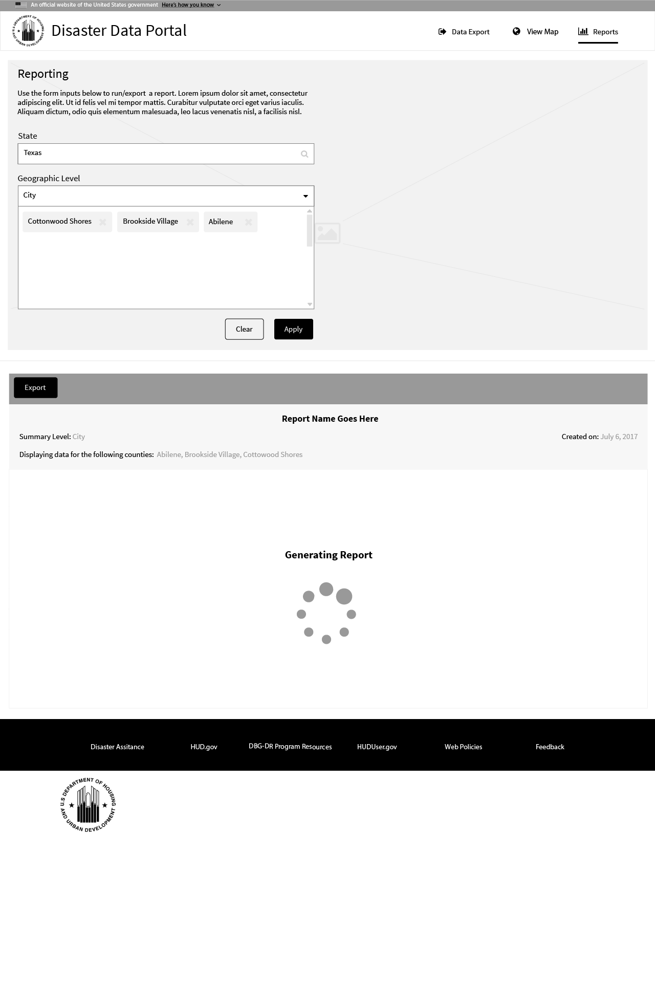 An official website of the United States government Here's how you know
U.S DEPARTMENT OF HOUSING AND URBAN DEVELOPMENT
Disaster Data Portal
Data Export
View Map
Reports
Reporting
Use the form inputs below to run/export a report. Lorem ipsum dolor sit amet, consectetur
adipiscing elit. Ut id felis vel mi tempor mattis. Curabitur vulputate orci eget varius iaculis.
Aliquam dictum, odio quis elementum malesuada, leo lacus venenatis nisl, a facilisis nisl.
State
Texas
Geographic Level
City
Cottonwood Shores
Brookside Village
Abilene
Clear
Apply
Export
Report Name Goes Here
Summary Level: City
Created on: July 6, 2017
Displaying data for the following counties: Abilene, Brookside Village, Cottowood Shores
Generating Report
Disaster Assitance
HUD.gov
DBG-DR Program Resources
HUDUser.gov
Web Policies
Feedback
U.S DEPARTMENT OF HOUSING AND URBAN DEVELOPMENT